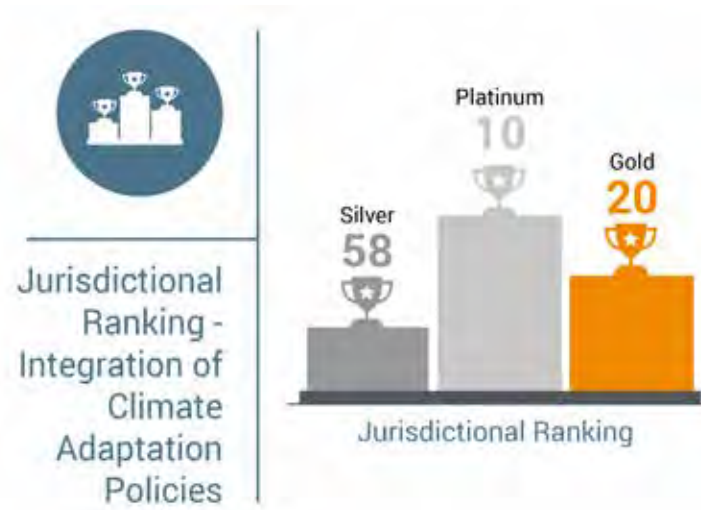 Jurisdictional
Ranking -
Integration of
Climate
Adaptation
Policies
Silver
58
Platinum
10
Gold
20
Jurisdictional Ranking